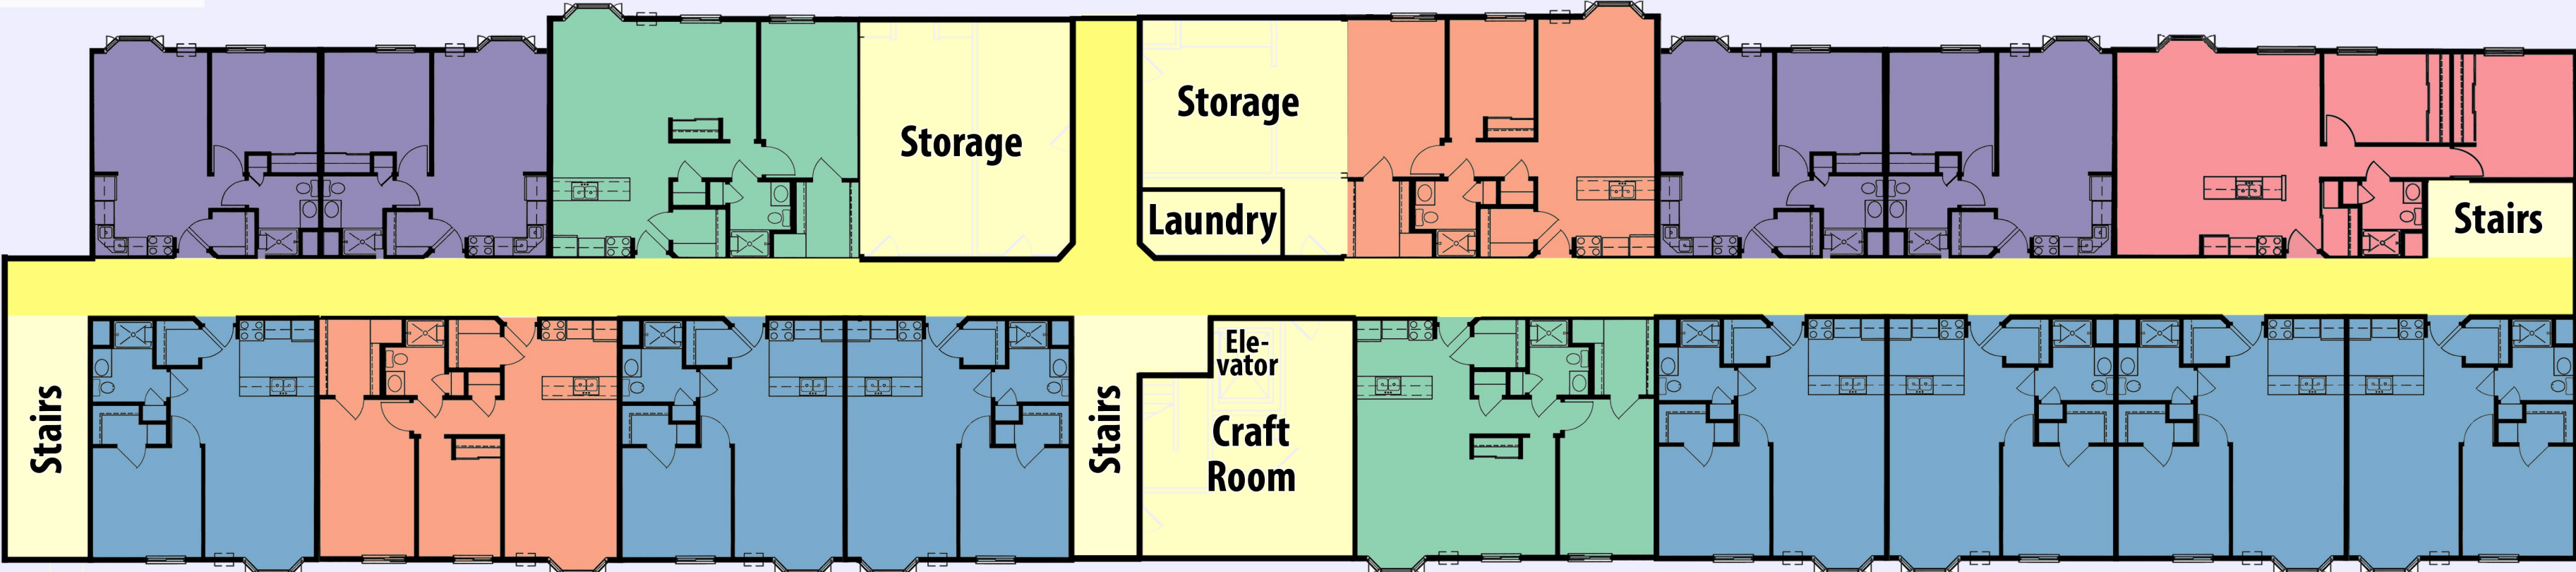 Storage
Storage
Laundry
Stairs
Stairs
Stairs
Ele-
vator
Craft
Room